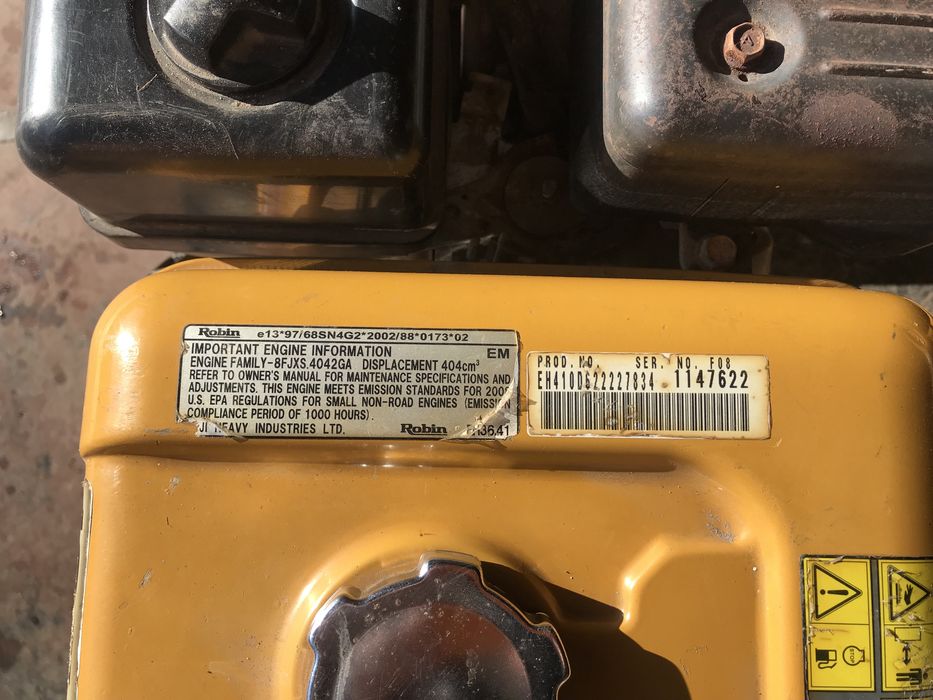 Robin e13*97/68SN4G2*2002/88*0173*02
IMPORTANT ENGINE INFORMATION EM
ENGINE FAMILY-8FJXS.4042GA DISPLACEMENT 404cm³
REFER TO OWNER'S MANUAL FOR MAINTENANCE SPECIFICATIONS AND
ADJUSTMENTS. THIS ENGINE MEETS EMISSION STANDARDS FOR
U.S. EPA REGULATIONS FOR SMALL NON-ROAD ENGINES (EMISSION
COMPLIANCE PERIOD OF 1000 HOURS).
HEAVY INDUSTRIES LTD. Robin
PROD. NO. SER. NO. F08
1147622
STOP